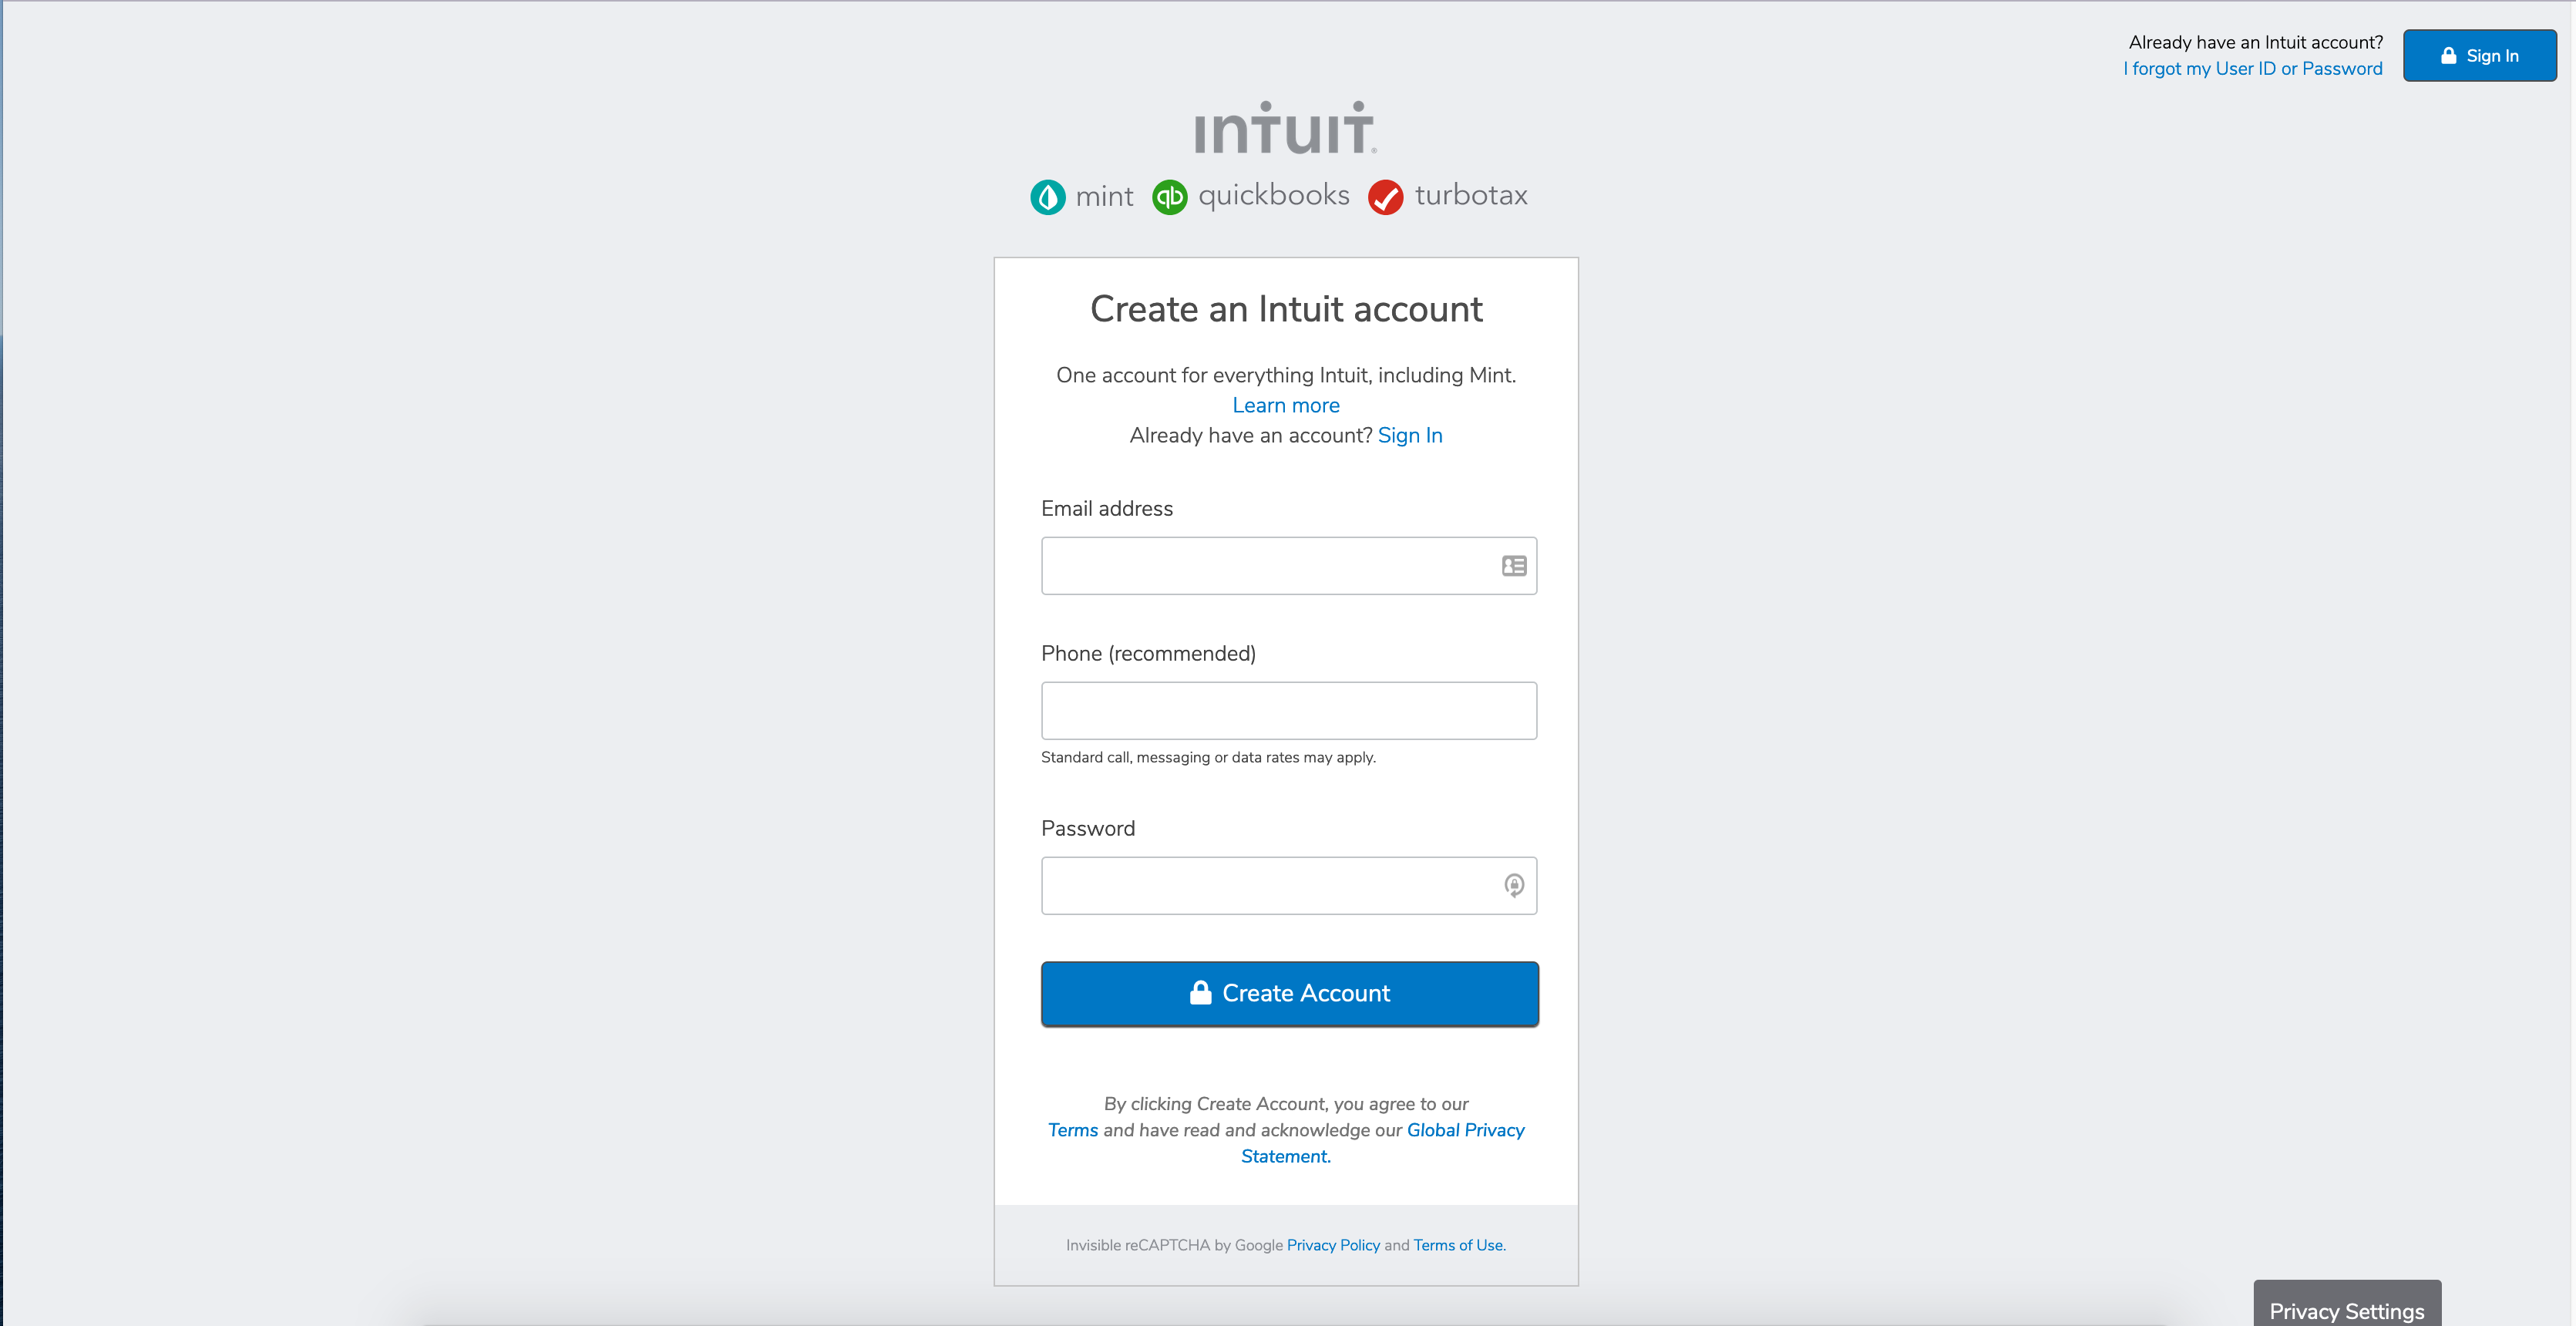 Already have an Intuit account?
I forgot my User ID or Password
Sign In
intuit®
mint quickbooks turbotax
Create an Intuit account
One account for everything Intuit, including Mint.
Learn more
Already have an account? Sign In
Email address
Phone (recommended)
Standard call, messaging or data rates may apply.
Password
Create Account
By clicking Create Account, you agree to our
Terms and have read and acknowledge our Global Privacy
Statement.
Invisible reCAPTCHA by Google Privacy Policy and Terms of Use.
Privacy Settings